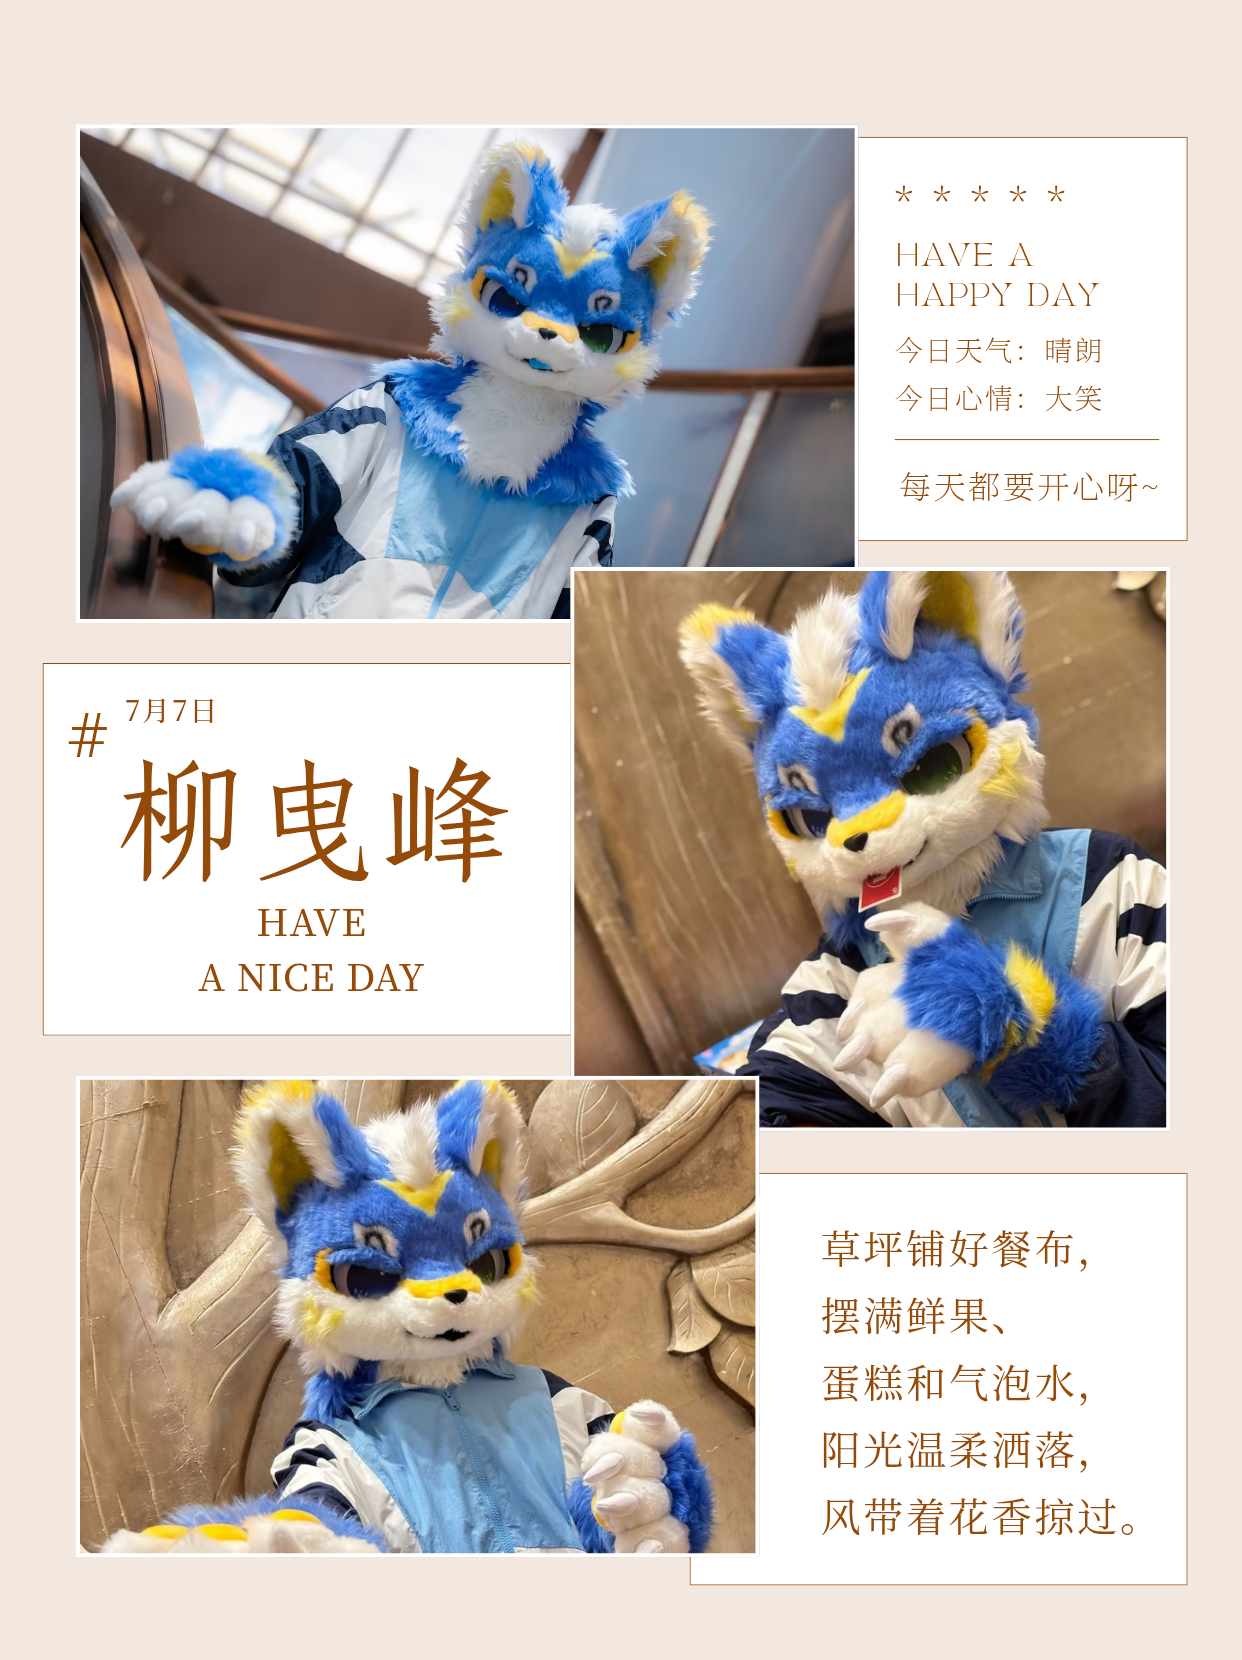 * * * * *
HAVE A
HAPPY DAY
今日天气：晴朗
今日心情：大笑
每天都要开心呀~
# 7月7日
柳曳峰
HAVE
A NICE DAY
草坪铺好餐布，
摆满鲜果、
蛋糕和气泡水，
阳光温柔洒落，
风带着花香掠过。